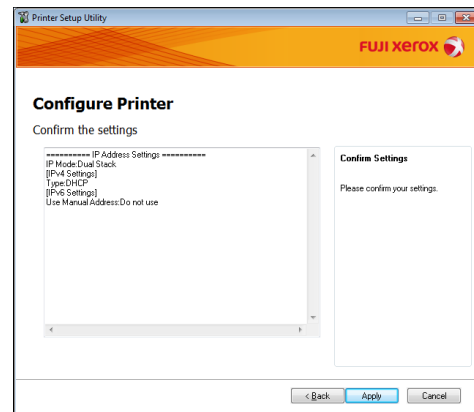 Printer Setup Utility
FUJI xerox
Configure Printer
Confirm the settings
========== IP Address Settings ==========
IP Mode:Dual Stack
[IPv4 Settings]
Type:DHCP
[IPv6 Settings]
Use Manual Address:Do not use
Confirm Settings
Please confirm your settings.
< Back
Apply
Cancel